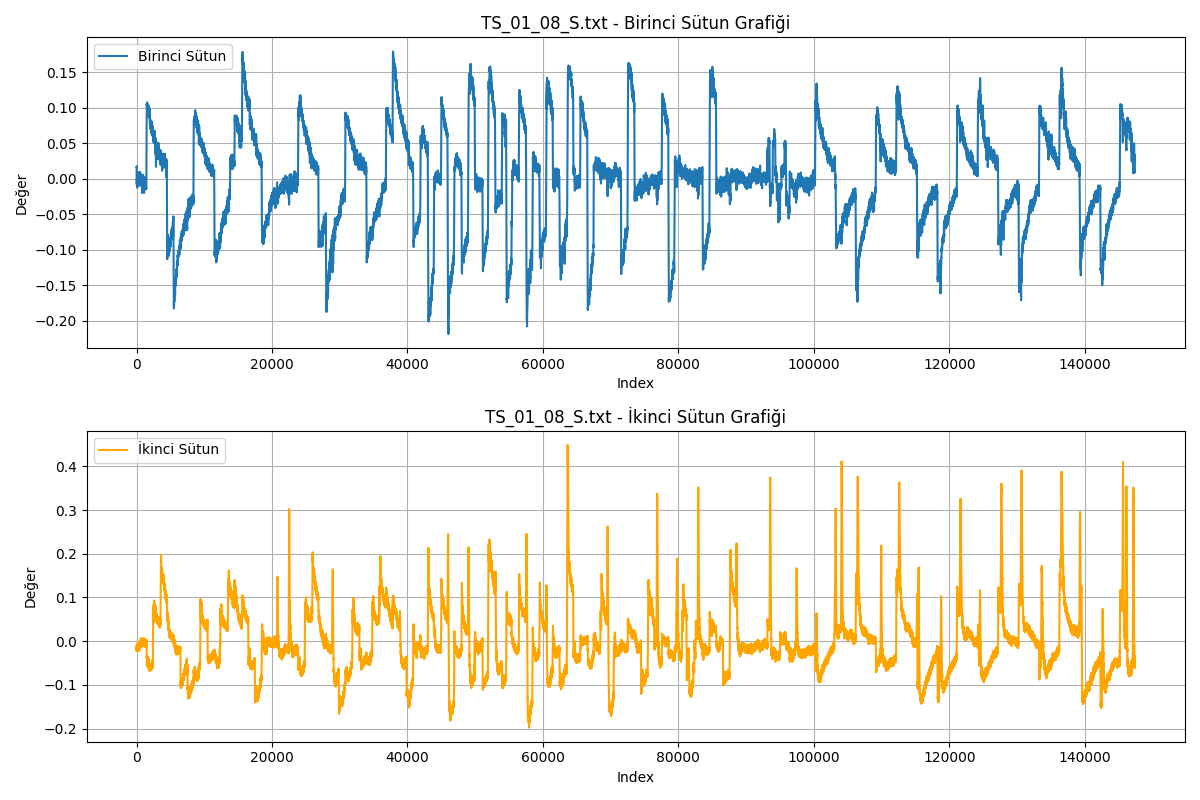 TS_01_08_S.txt - Birinci Sütun Grafiği
Birinci Sütun
0.15
0.10
0.05
0.00
−0.05
−0.10
−0.15
−0.20
Değer
0 20000 40000 60000 80000 100000 120000 140000
Index
TS_01_08_S.txt - İkinci Sütun Grafiği
İkinci Sütun
0.4
0.3
0.2
0.1
0.0
−0.1
−0.2
Değer
0 20000 40000 60000 80000 100000 120000 140000
Index